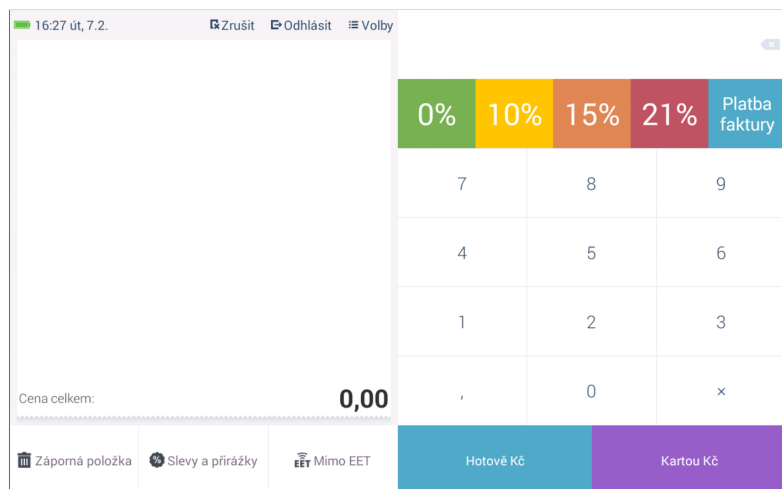 16:27 út, 7.2.
Zrušit
Odhlásit
Volby
Cena celkem:
0,00
Záporná položka
% Slevy a přirážky
EET Mimo EET
0%
10%
15%
21%
Platba
faktury
7 8 9
4 5 6
1 2 3
, 0 ×
Hotově Kč
Kartou Kč